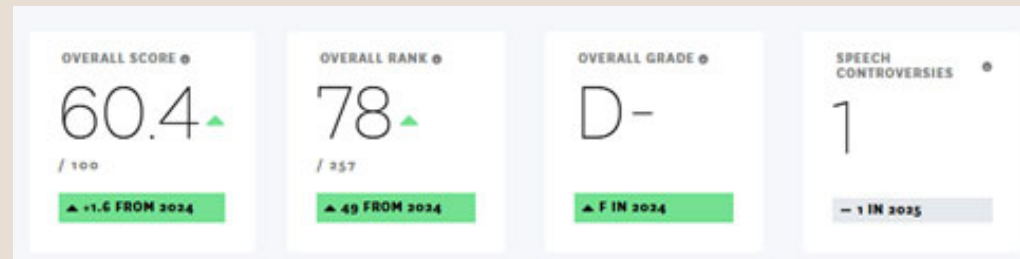 OVERALL SCORE
60.4
/ 100
+1.6 FROM 2024
OVERALL RANK
78
/ 257
49 FROM 2024
OVERALL GRADE
D-
F IN 2024
SPEECH
CONTROVERSIES
1
– 1 IN 2025